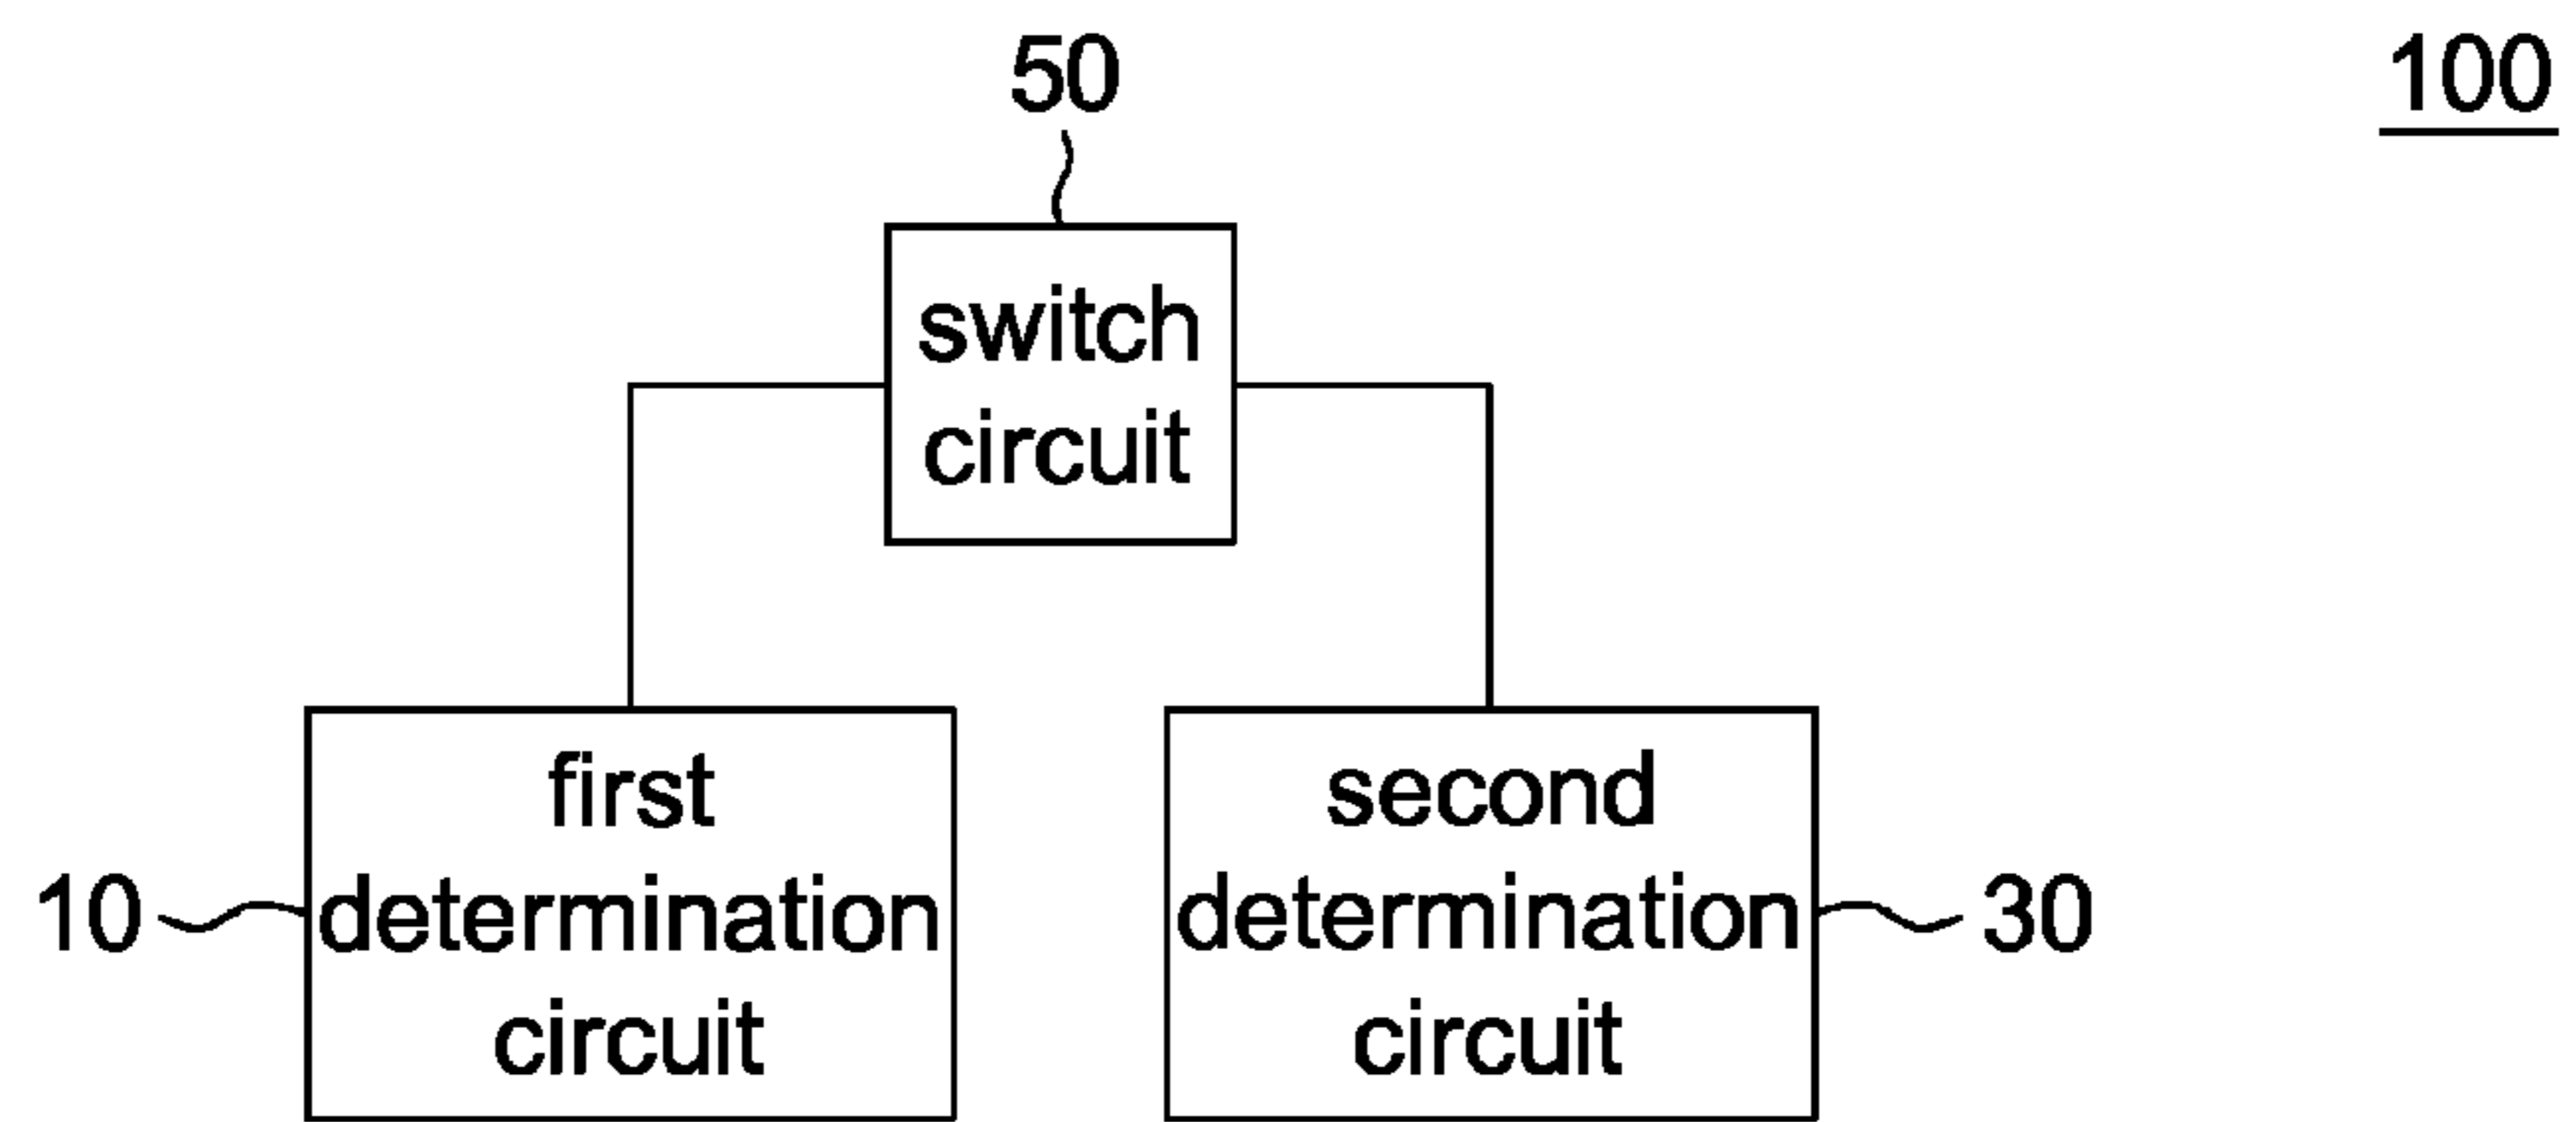 50
100
switch
circuit
first
determination
circuit
10
second
determination
circuit
30